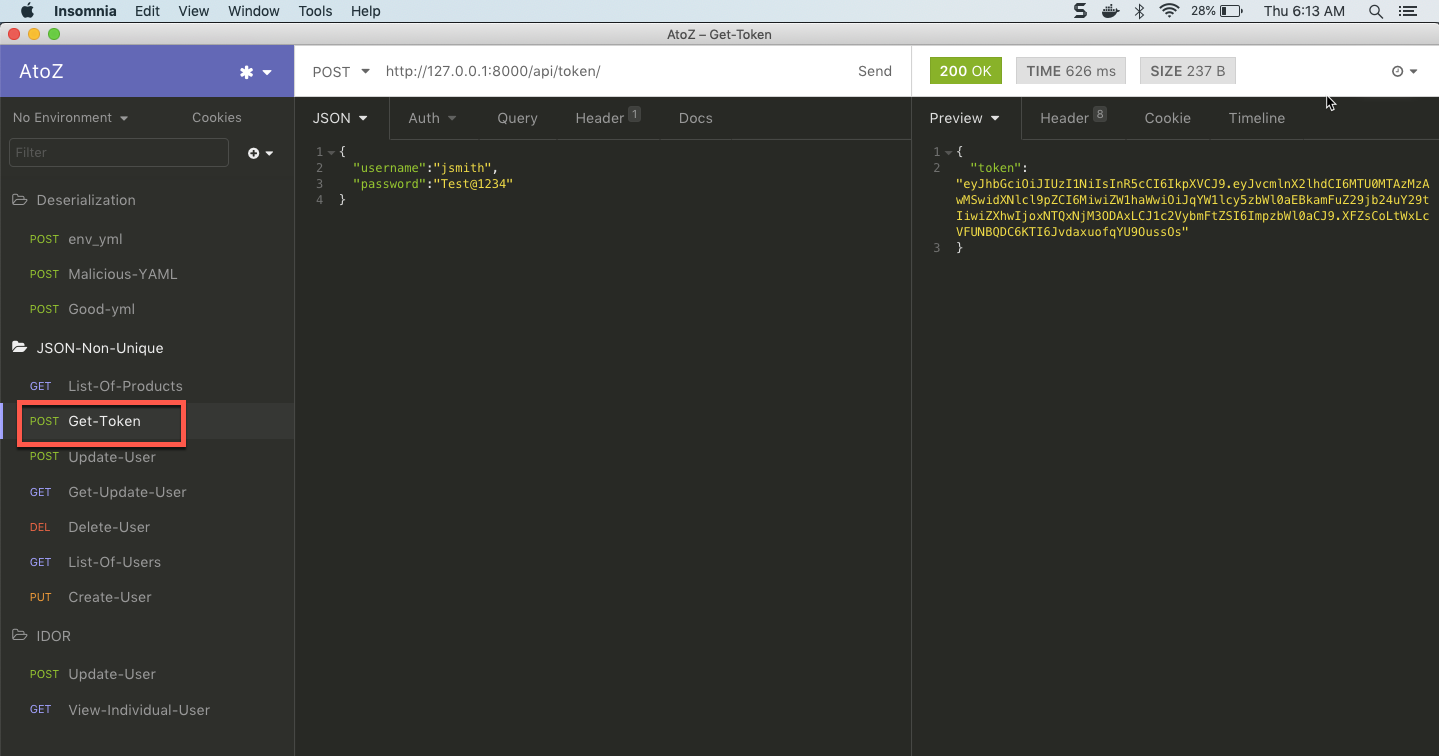 Insomnia Edit View Window Tools Help 28% Thu 6:13 AM
AtoZ – Get-Token
AtoZ
POST http://127.0.0.1:8000/api/token/ Send
200 OK TIME 626 ms SIZE 237 B
No Environment Cookies
Filter
Deserialization
POST env_yml
POST Malicious-YAML
POST Good-yml
JSON-Non-Unique
GET List-Of-Products
POST Get-Token
POST Update-User
GET Get-Update-User
DEL Delete-User
GET List-Of-Users
PUT Create-User
IDOR
POST Update-User
GET View-Individual-User
JSON Auth Query Header 1 Docs
1 {
2 "username":"jsmith",
3 "password":"Test@1234"
4 }
Preview Header 8 Cookie Timeline
1 {
2 "token":
"eyJhbGciOiJIUzI1NiIsInR5cCI6IkpXVCJ9.eyJvcmlnX2lhdCI6MTU0MTAzMzA
wMSwidXNlcl9pZCI6MiwiZW1haWwiOiJqYW1lcy5zbWl0aEBkamFuZ29jb24uY29t
IiwiZXhwIjoxNTQxNjM3ODAxLCJ1c2VybmFtZSI6ImpzbWl0aCJ9.XFZsCoLtWxLc
VFUNBQDC6KTI6JvdaxuofqYU9OussOs"
3 }